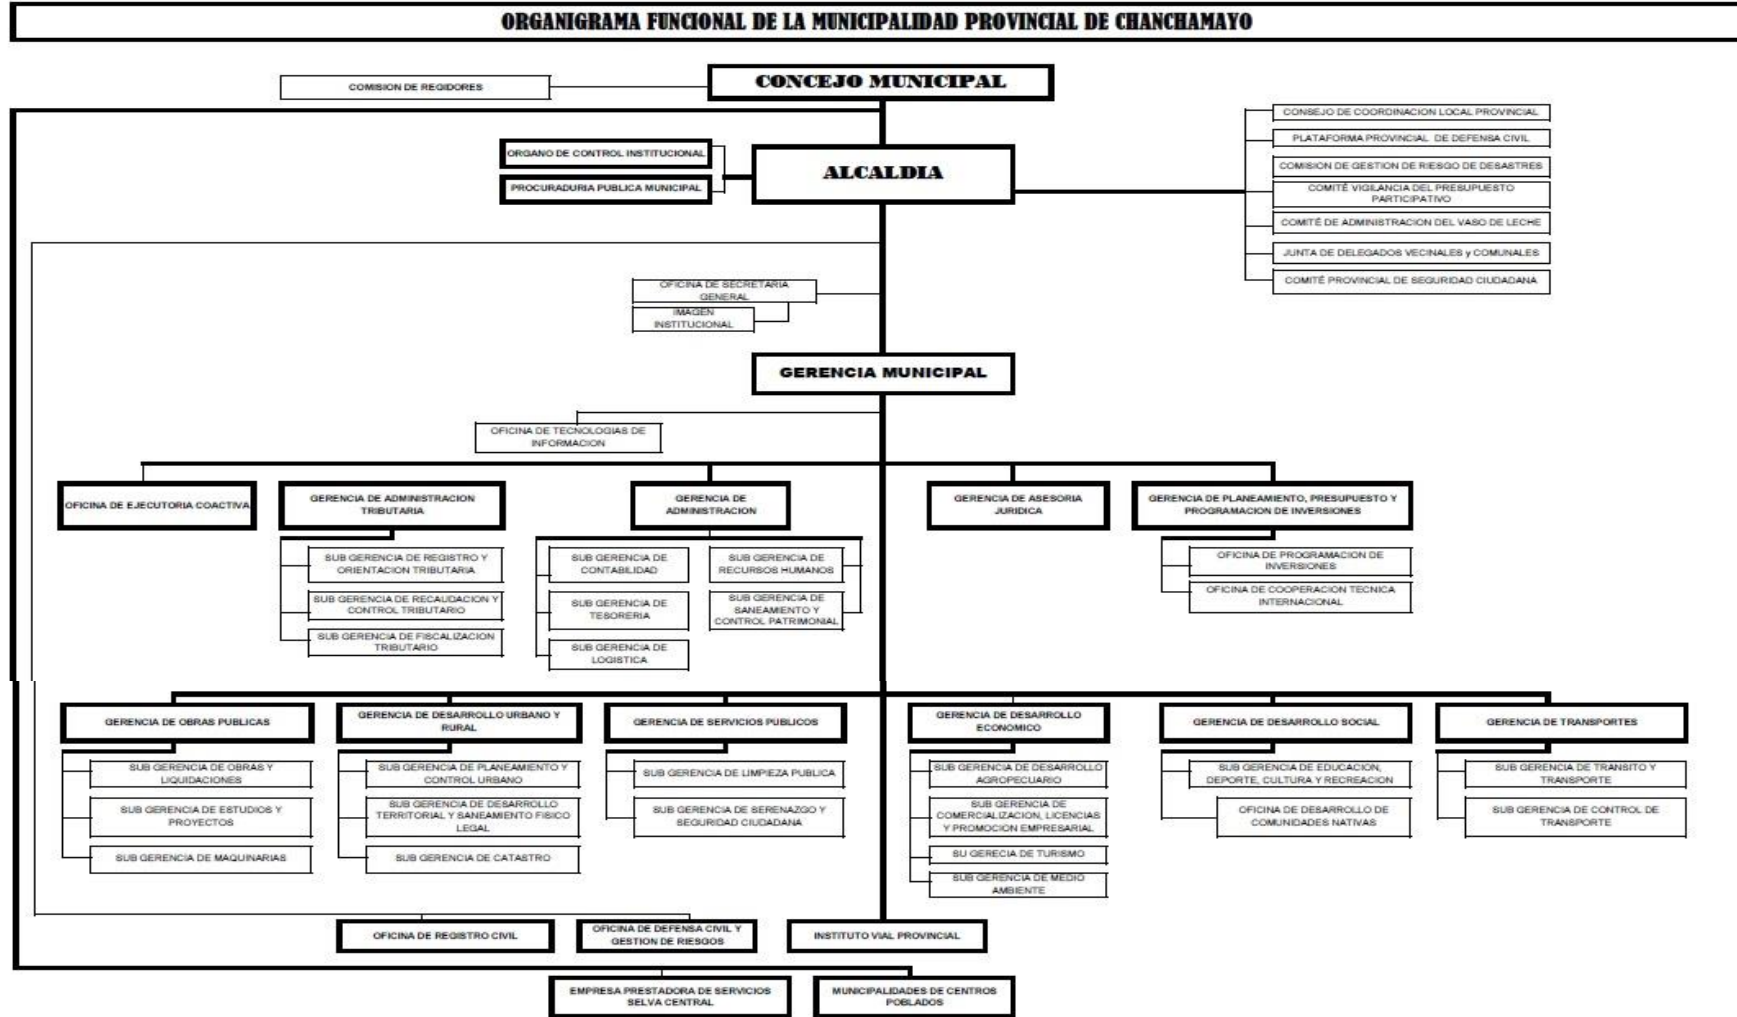 ORGANIGRAMA FUNCIONAL DE LA MUNICIPALIDAD PROVINCIAL DE CHANCHAMAYO
CONCEJO MUNICIPAL
COMISION DE REGIDORES
CONSEJO DE COORDINACION LOCAL PROVINCIAL
PLATAFORMA PROVINCIAL DE DEFENSA CIVIL
COMISION DE GESTION DE RIESGO DE DESASTRES
COMITÉ VIGILANCIA DEL PRESUPUESTO
PARTICIPATIVO
COMITÉ DE ADMINISTRACION DEL VASO DE LECHE
JUNTA DE DELEGADOS VECINALES y COMUNALES
COMITÉ PROVINCIAL DE SEGURIDAD CIUDADANA
ORGANO DE CONTROL INSTITUCIONAL
PROCURADURIA PUBLICA MUNICIPAL
ALCALDIA
OFICINA DE SECRETARIA
GENERAL
IMAGEN
INSTITUCIONAL
GERENCIA MUNICIPAL
OFICINA DE TECNOLOGIAS DE
INFORMACION
OFICINA DE EJECUTORIA COACTIVA
GERENCIA DE ADMINISTRACION
TRIBUTARIA
GERENCIA DE
ADMINISTRACION
GERENCIA DE ASESORIA
JURIDICA
GERENCIA DE PLANEAMIENTO, PRESUPUESTO Y
PROGRAMACION DE INVERSIONES
SUB GERENCIA DE REGISTRO Y
ORIENTACION TRIBUTARIA
SUB GERENCIA DE RECAUDACION Y
CONTROL TRIBUTARIO
SUB GERENCIA DE FISCALIZACION
TRIBUTARIO
SUB GERENCIA DE
CONTABILIDAD
SUB GERENCIA DE
TESORERIA
SUB GERENCIA DE
LOGISTICA
SUB GERENCIA DE
RECURSOS HUMANOS
SUB GERENCIA DE
SANEAMIENTO Y
CONTROL PATRIMONIAL
OFICINA DE PROGRAMACION DE
INVERSIONES
OFICINA DE COOPERACION TECNICA
INTERNACIONAL
GERENCIA DE OBRAS PUBLICAS
GERENCIA DE DESARROLLO URBANO Y
RURAL
GERENCIA DE SERVICIOS PUBLICOS
GERENCIA DE DESARROLLO
ECONOMICO
GERENCIA DE DESARROLLO SOCIAL
GERENCIA DE TRANSPORTES
SUB GERENCIA DE OBRAS Y
LIQUIDACIONES
SUB GERENCIA DE ESTUDIOS Y
PROYECTOS
SUB GERENCIA DE MAQUINARIAS
SUB GERENCIA DE PLANEAMIENTO Y
CONTROL URBANO
SUB GERENCIA DE DESARROLLO
TERRITORIAL Y SANEAMIENTO FISICO
LEGAL
SUB GERENCIA DE CATASTRO
SUB GERENCIA DE LIMPIEZA PUBLICA
SUB GERENCIA DE SERENAZGO Y
SEGURIDAD CIUDADANA
SUB GERENCIA DE DESARROLLO
AGROPECUARIO
SUB GERENCIA DE
COMERCIALIZACION, LICENCIAS
Y PROMOCION EMPRESARIAL
SU GERECIA DE TURISMO
SUB GERENCIA DE MEDIO
AMBIENTE
SUB GERENCIA DE EDUCACION,
DEPORTE, CULTURA Y RECREACION
OFICINA DE DESARROLLO DE
COMUNIDADES NATIVAS
SUB GERENCIA DE TRANSITO Y
TRANSPORTE
SUB GERENCIA DE CONTROL DE
TRANSPORTE
OFICINA DE REGISTRO CIVIL
OFICINA DE DEFENSA CIVIL Y
GESTION DE RIESGOS
INSTITUTO VIAL PROVINCIAL
EMPRESA PRESTADORA DE SERVICIOS
SELVA CENTRAL
MUNICIPALIDADES DE CENTROS
POBLADOS